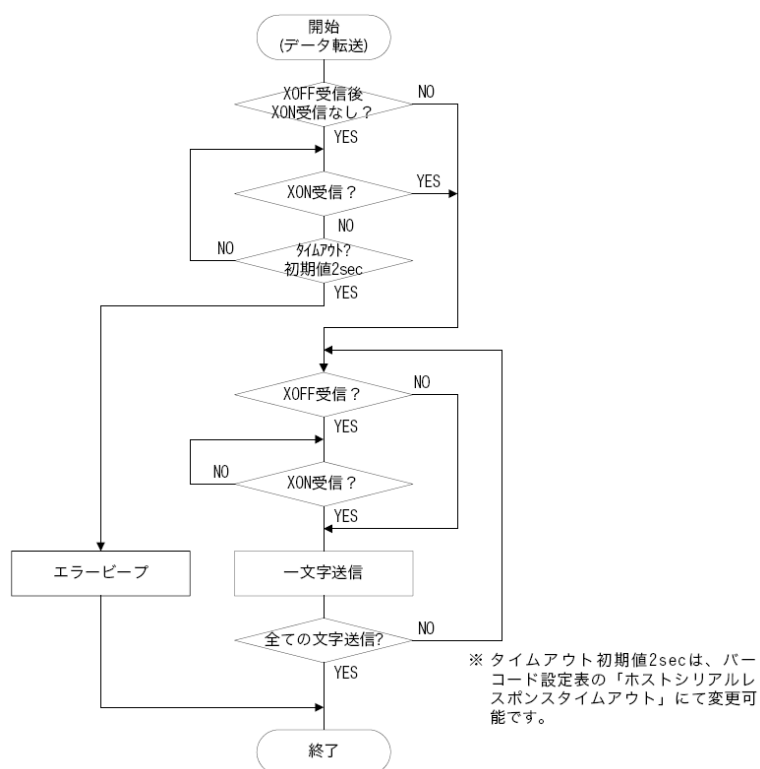 開始
(データ転送)
XOFF受信後
XON受信なし？
NO
YES
XON受信？
YES
NO
タイムアウト?
初期値2sec
NO
YES
XOFF受信？
NO
YES
XON受信？
NO
YES
エラービープ
一文字送信
全ての文字送信?
NO
YES
※ タイムアウト初期値2secは、バー
コード設定表の「ホストシリアルレ
スポンスタイムアウト」にて変更可
能です。
終了